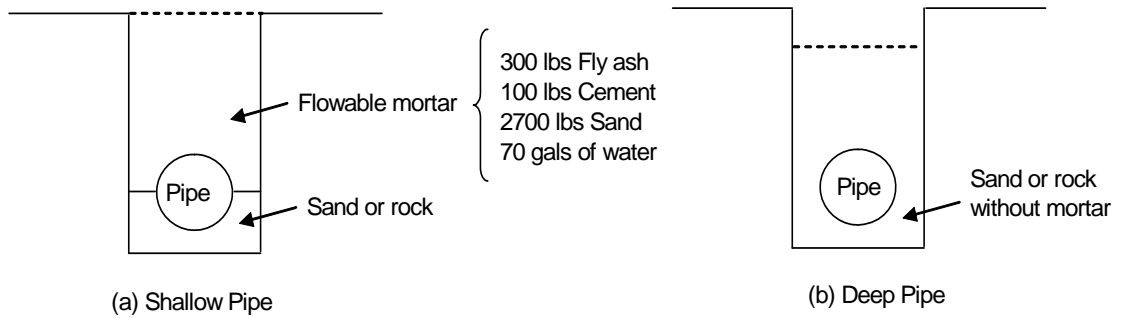 Flowable mortar
300 lbs Fly ash
100 lbs Cement
2700 lbs Sand
70 gals of water
Pipe
Sand or rock
(a) Shallow Pipe
Pipe
Sand or rock
without mortar
(b) Deep Pipe